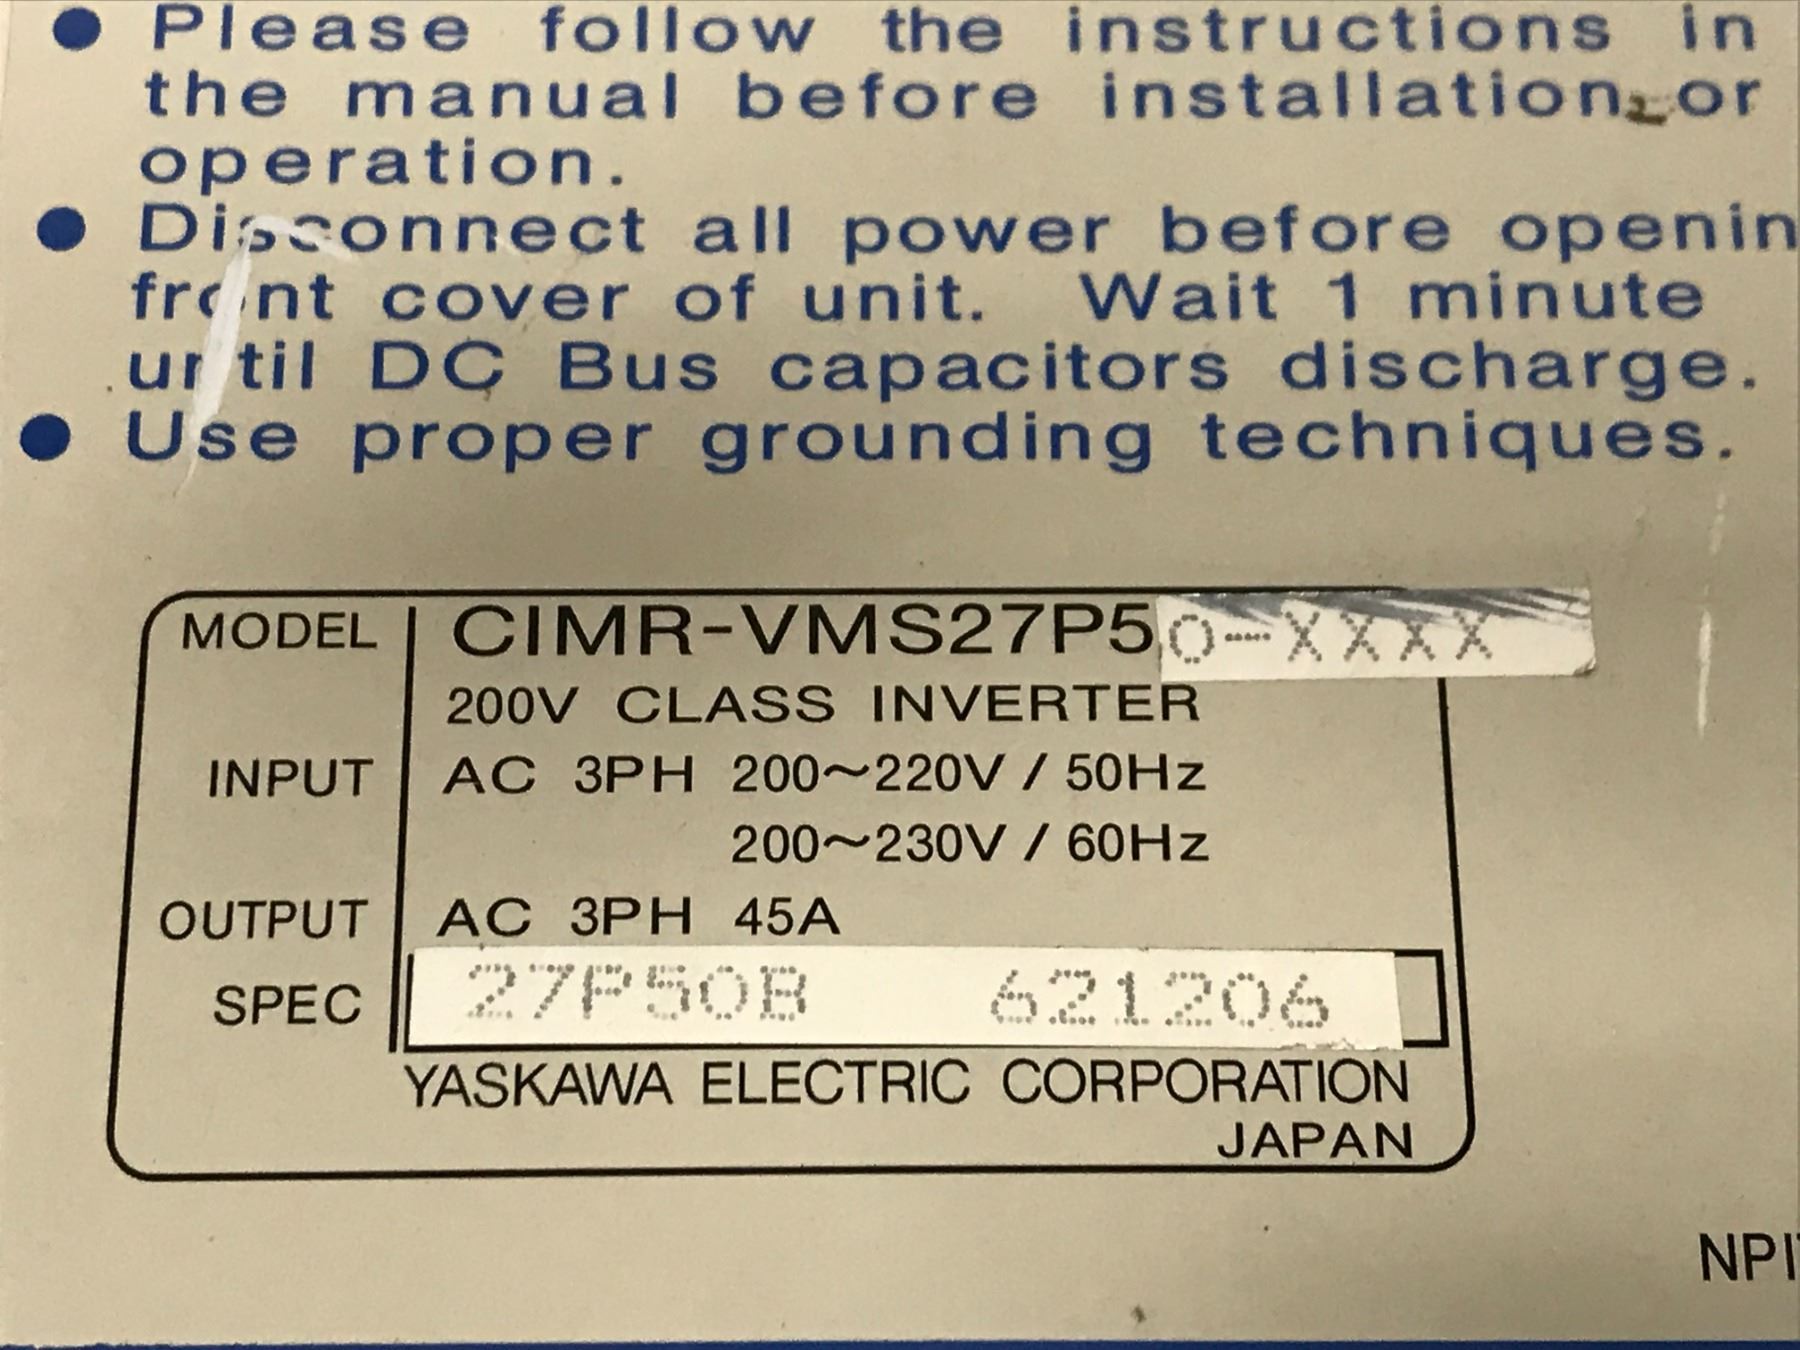 ● Please follow the instructions in
the manual before installation or
operation.
● Disconnect all power before openin
front cover of unit. Wait 1 minute
until DC Bus capacitors discharge.
● Use proper grounding techniques.
MODEL CIMR-VMS27P50-XXXX
200V CLASS INVERTER
INPUT AC 3PH 200~220V / 50Hz
200~230V / 60Hz
OUTPUT AC 3PH 45A
SPEC 27P50B 621206
YASKAWA ELECTRIC CORPORATION
JAPAN